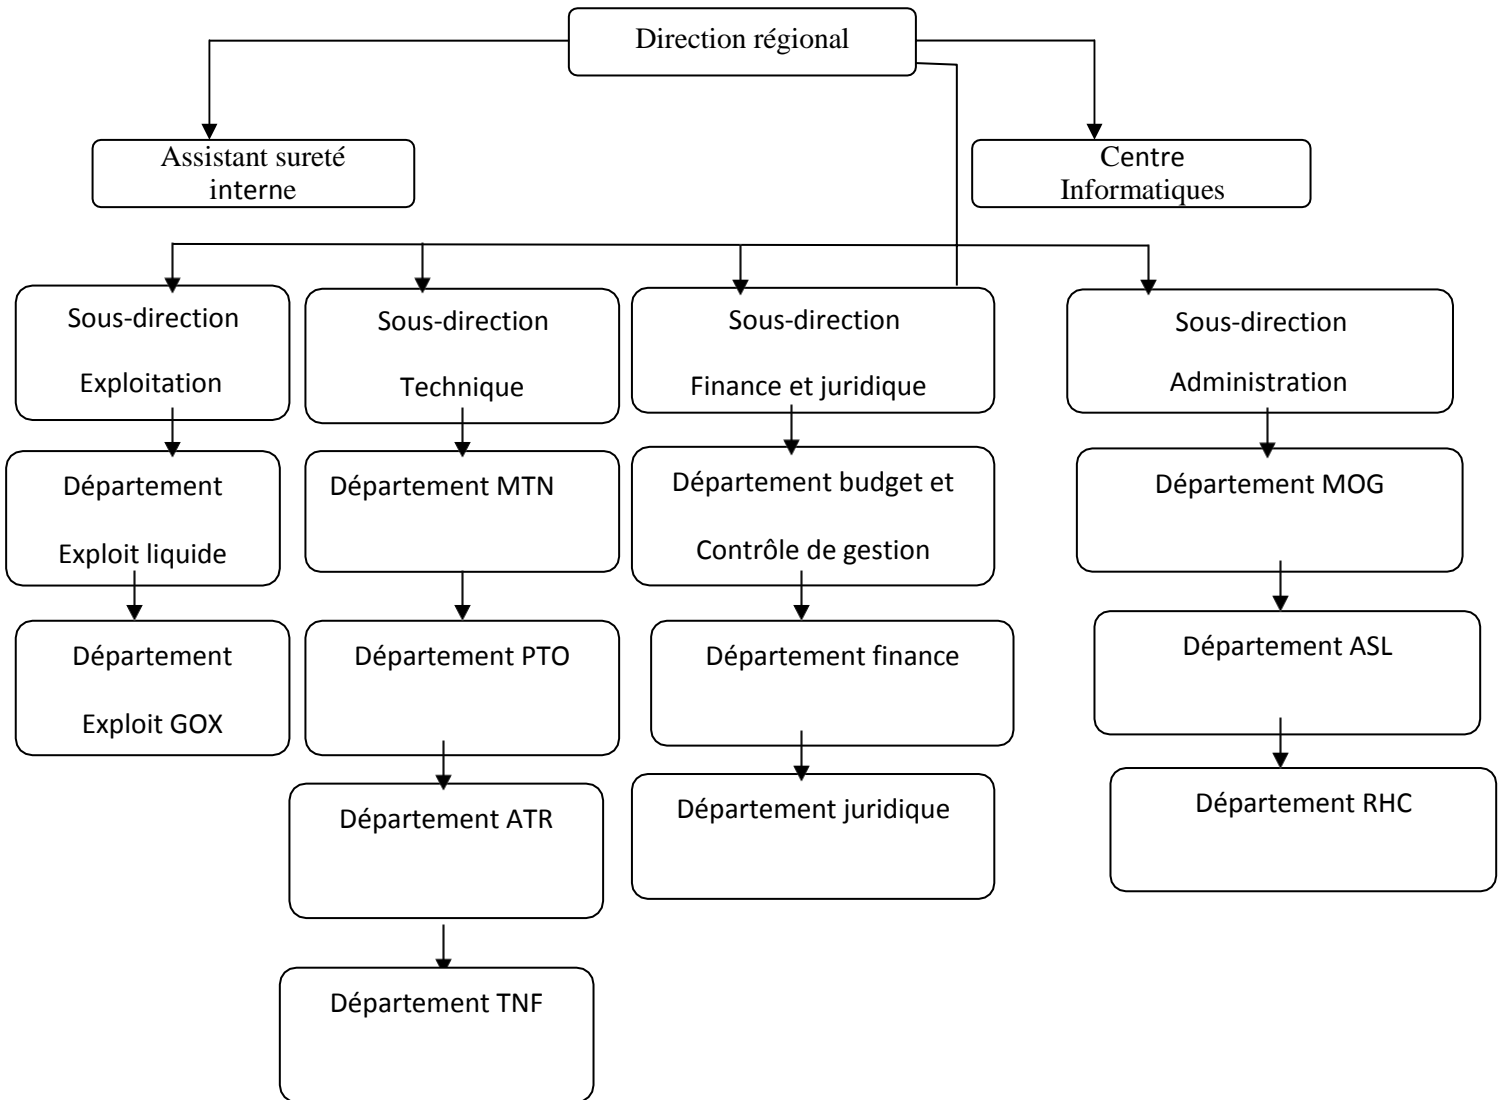 Direction régional
Assistant sureté
interne
Centre
Informatiques
Sous-direction
Exploitation
Sous-direction
Technique
Sous-direction
Finance et juridique
Sous-direction
Administration
Département
Exploit liquide
Département MTN
Département budget et
Contrôle de gestion
Département MOG
Département
Exploit GOX
Département PTO
Département finance
Département ASL
Département ATR
Département juridique
Département RHC
Département TNF